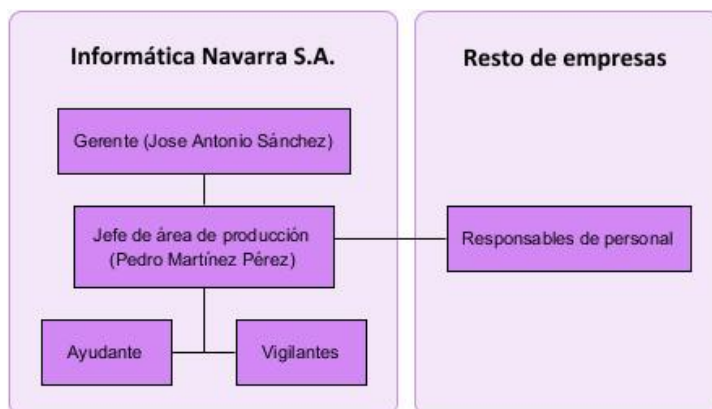 Informática Navarra S.A.
Resto de empresas
Gerente (Jose Antonio Sánchez)
Jefe de área de producción
(Pedro Martínez Pérez)
Responsables de personal
Ayudante
Vigilantes